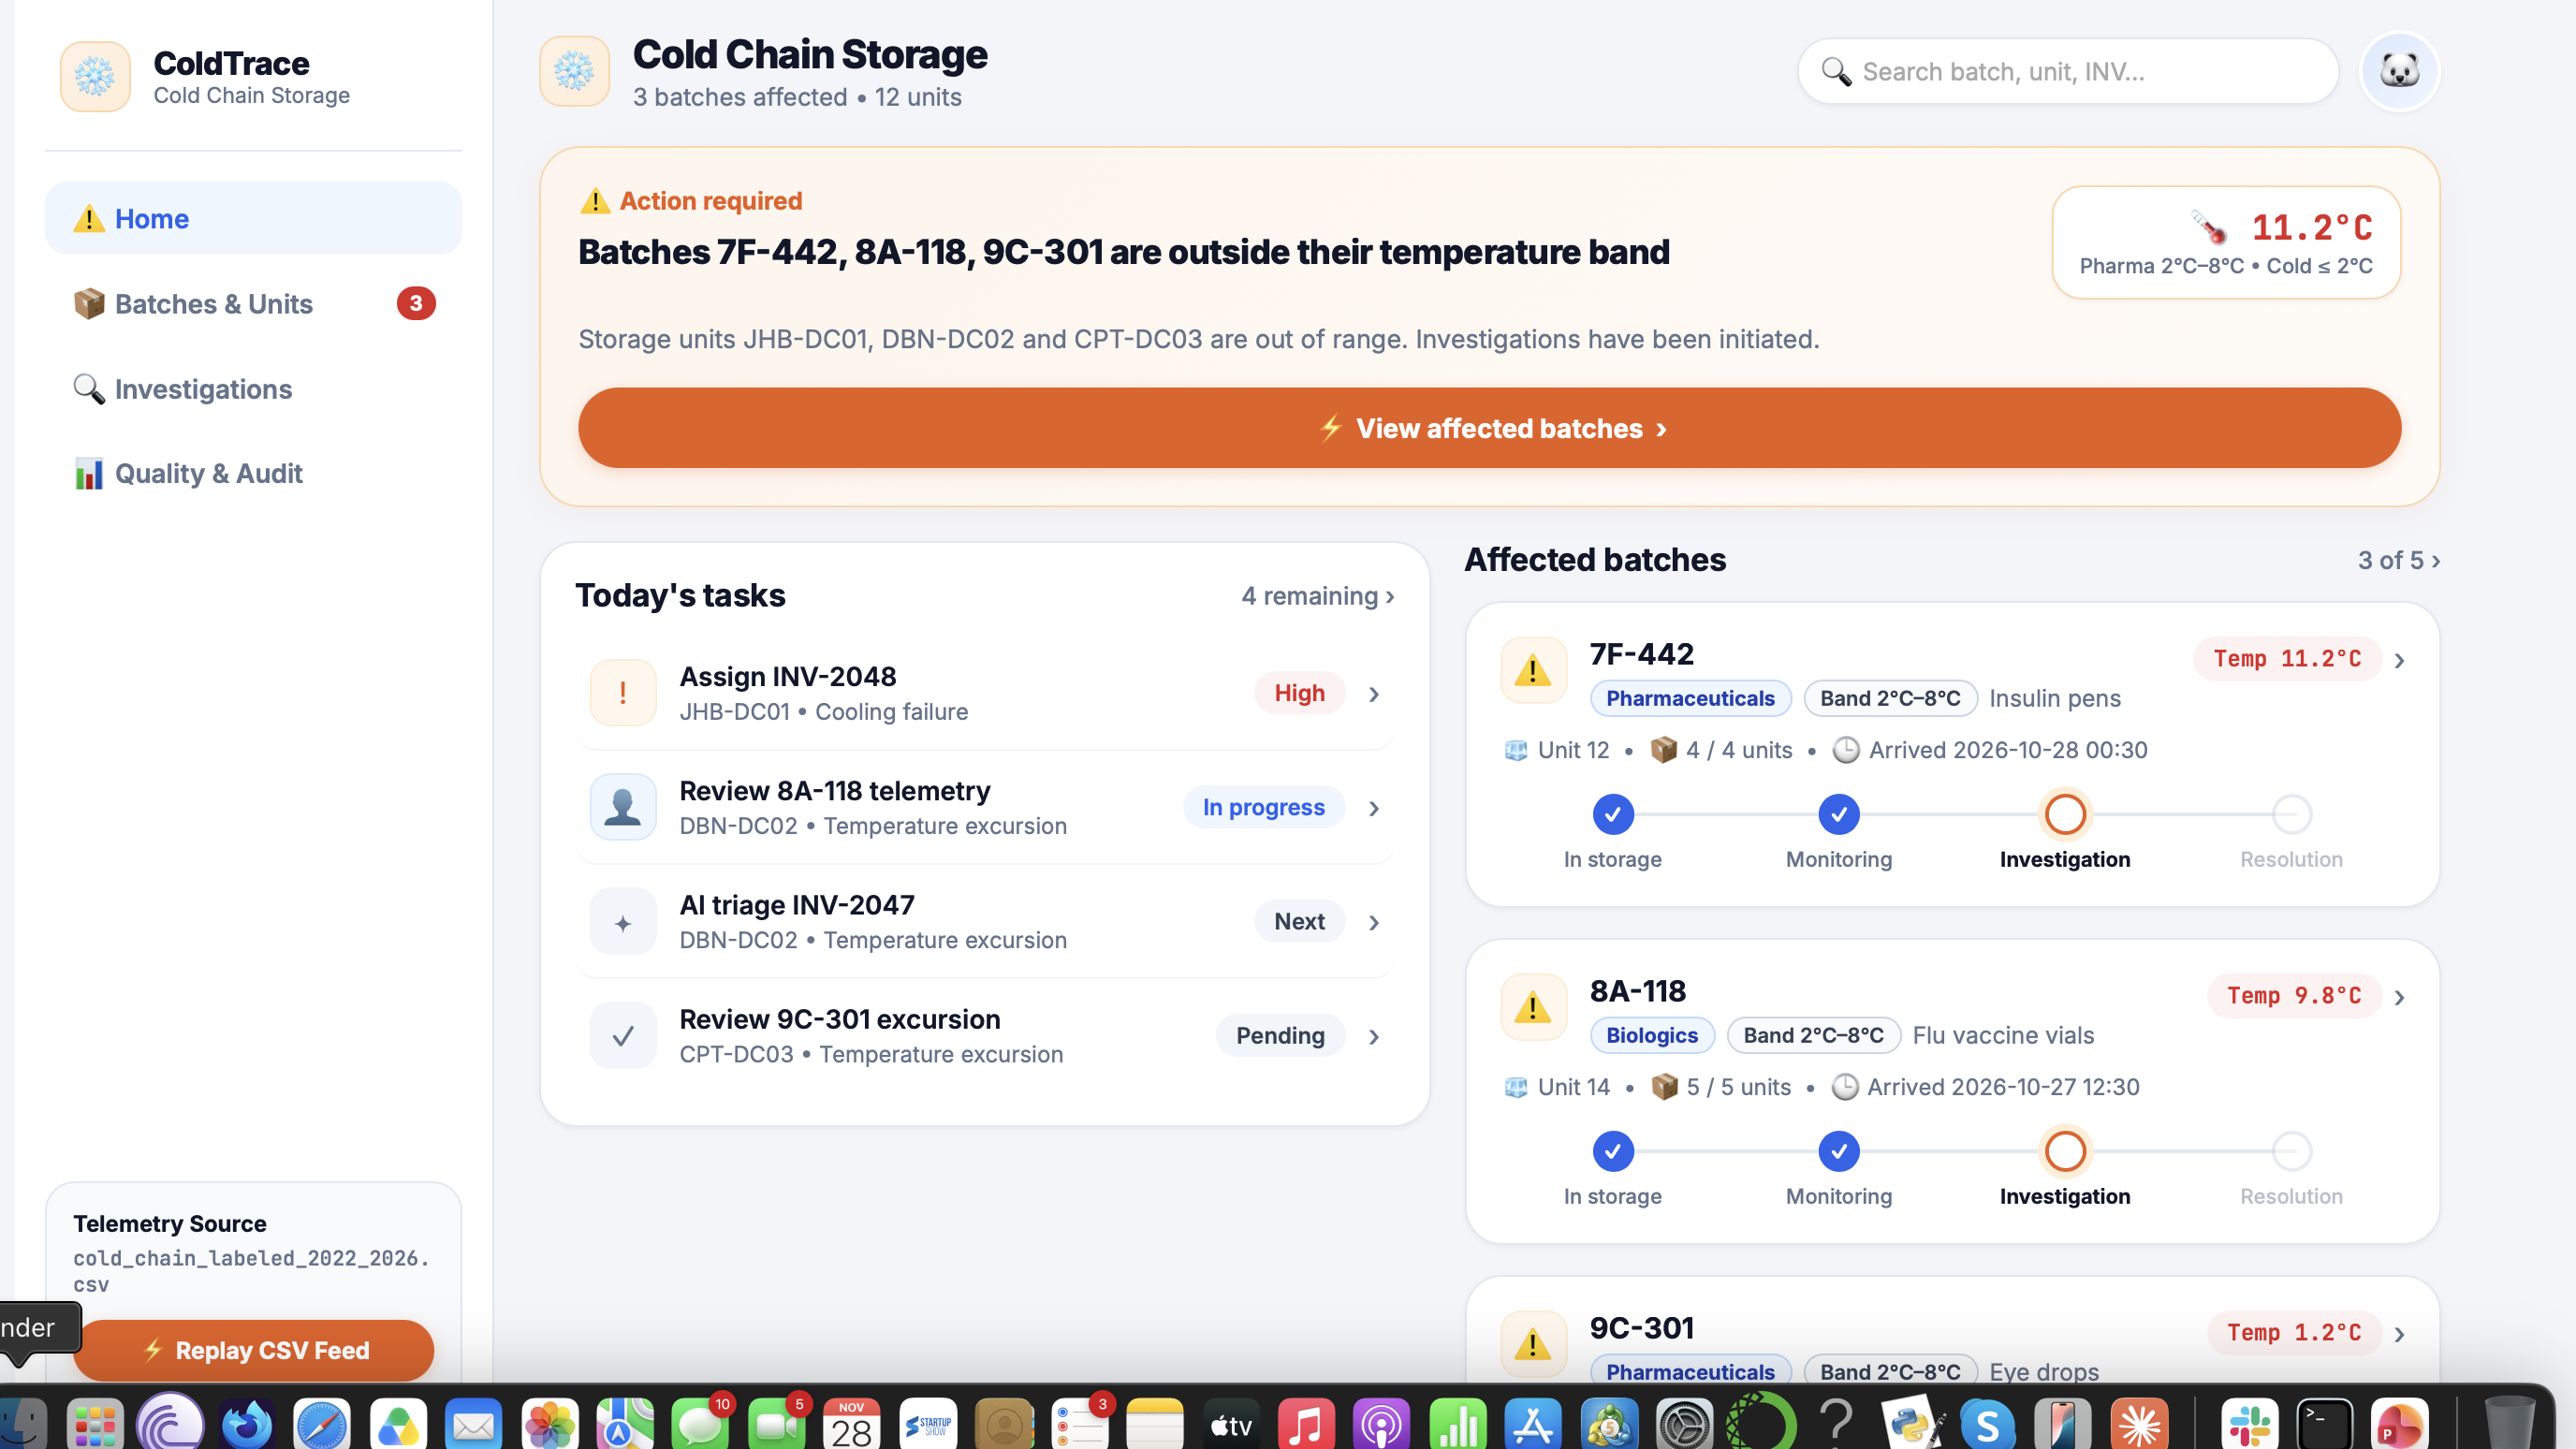 ColdTrace
Cold Chain Storage
Home
Batches & Units
3
Investigations
Quality & Audit
Telemetry Source
cold_chain_labeled_2022_2026.
csv
Replay CSV Feed
nder
Cold Chain Storage
3 batches affected • 12 units
Search batch, unit, INV...
Action required
Batches 7F-442, 8A-118, 9C-301 are outside their temperature band
11.2°C
Pharma 2°C–8°C • Cold ≤ 2°C
Storage units JHB-DC01, DBN-DC02 and CPT-DC03 are out of range. Investigations have been initiated.
View affected batches ›
Today's tasks
4 remaining ›
Assign INV-2048
JHB-DC01 • Cooling failure
High ›
Review 8A-118 telemetry
DBN-DC02 • Temperature excursion
In progress ›
AI triage INV-2047
DBN-DC02 • Temperature excursion
Next ›
Review 9C-301 excursion
CPT-DC03 • Temperature excursion
Pending ›
Affected batches
3 of 5 ›
7F-442
Temp 11.2°C ›
Pharmaceuticals Band 2°C–8°C Insulin pens
Unit 12 • 4 / 4 units • Arrived 2026-10-28 00:30
In storage Monitoring Investigation Resolution
8A-118
Temp 9.8°C ›
Biologics Band 2°C–8°C Flu vaccine vials
Unit 14 • 5 / 5 units • Arrived 2026-10-27 12:30
In storage Monitoring Investigation Resolution
9C-301
Temp 1.2°C ›
Pharmaceuticals Band 2°C–8°C Eye drops
10
5
NOV
28
STARTUP
SHOW
3
tv
5
?
S
>_
P